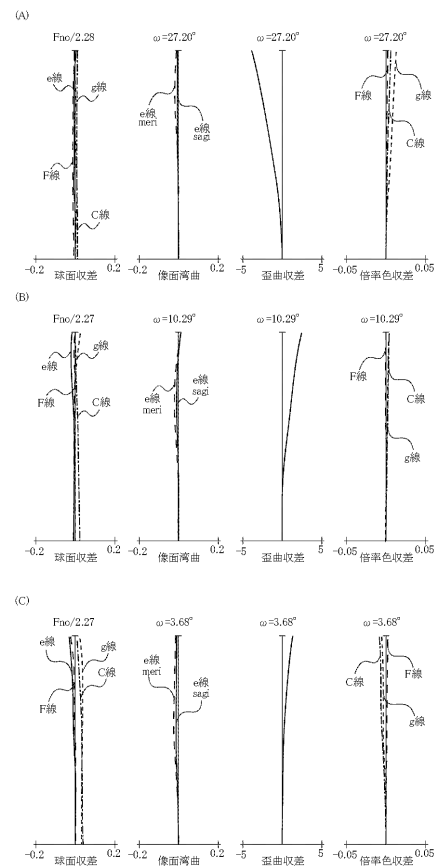 (A)
Fno/2.28 ω=27.20° ω=27.20° ω=27.20°
e線
g線
F線
C線
e線
meri
e線
sagi
F線
g線
C線
-0.2 0.2 -0.2 0.2 -5 5 -0.05 0.05
球面収差 像面湾曲 歪曲収差 倍率色収差
(B)
Fno/2.27 ω=10.29° ω=10.29° ω=10.29°
e線
g線
F線
C線
e線
meri
e線
sagi
F線
C線
g線
-0.2 0.2 -0.2 0.2 -5 5 -0.05 0.05
球面収差 像面湾曲 歪曲収差 倍率色収差
(C)
Fno/2.27 ω=3.68° ω=3.68° ω=3.68°
e線
g線
C線
F線
e線
meri
e線
sagi
C線
F線
g線
-0.2 0.2 -0.2 0.2 -5 5 -0.05 0.05
球面収差 像面湾曲 歪曲収差 倍率色収差